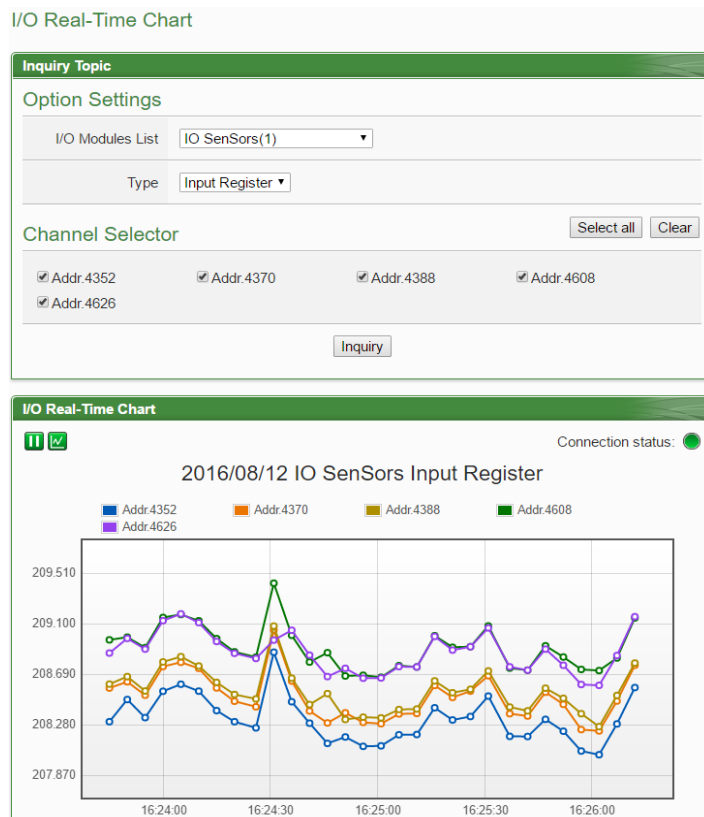 I/O Real-Time Chart
Inquiry Topic
Option Settings
I/O Modules List IO SenSors(1)
Type Input Register
Channel Selector Select all Clear
Addr.4352 Addr.4370 Addr.4388 Addr.4608
Addr.4626
Inquiry
I/O Real-Time Chart
Connection status:
2016/08/12 IO SenSors Input Register
Addr.4352 Addr.4370 Addr.4388 Addr.4608
Addr.4626
209.510
209.100
208.690
208.280
207.870
16:24:00 16:24:30 16:25:00 16:25:30 16:26:00